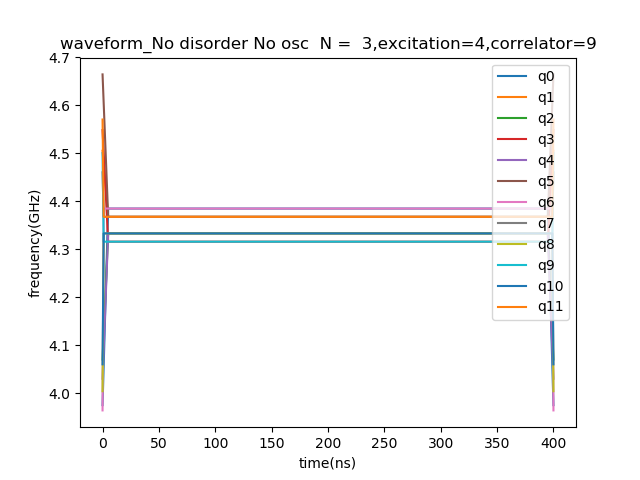 waveform_No disorder No osc  N =  3,excitation=4,correlator=9
4.7
4.6
4.5
4.4
4.3
4.2
4.1
4.0
frequency(GHz)
0
50
100
150
200
250
300
350
400
time(ns)
q0
q1
q2
q3
q4
q5
q6
q7
q8
q9
q10
q11